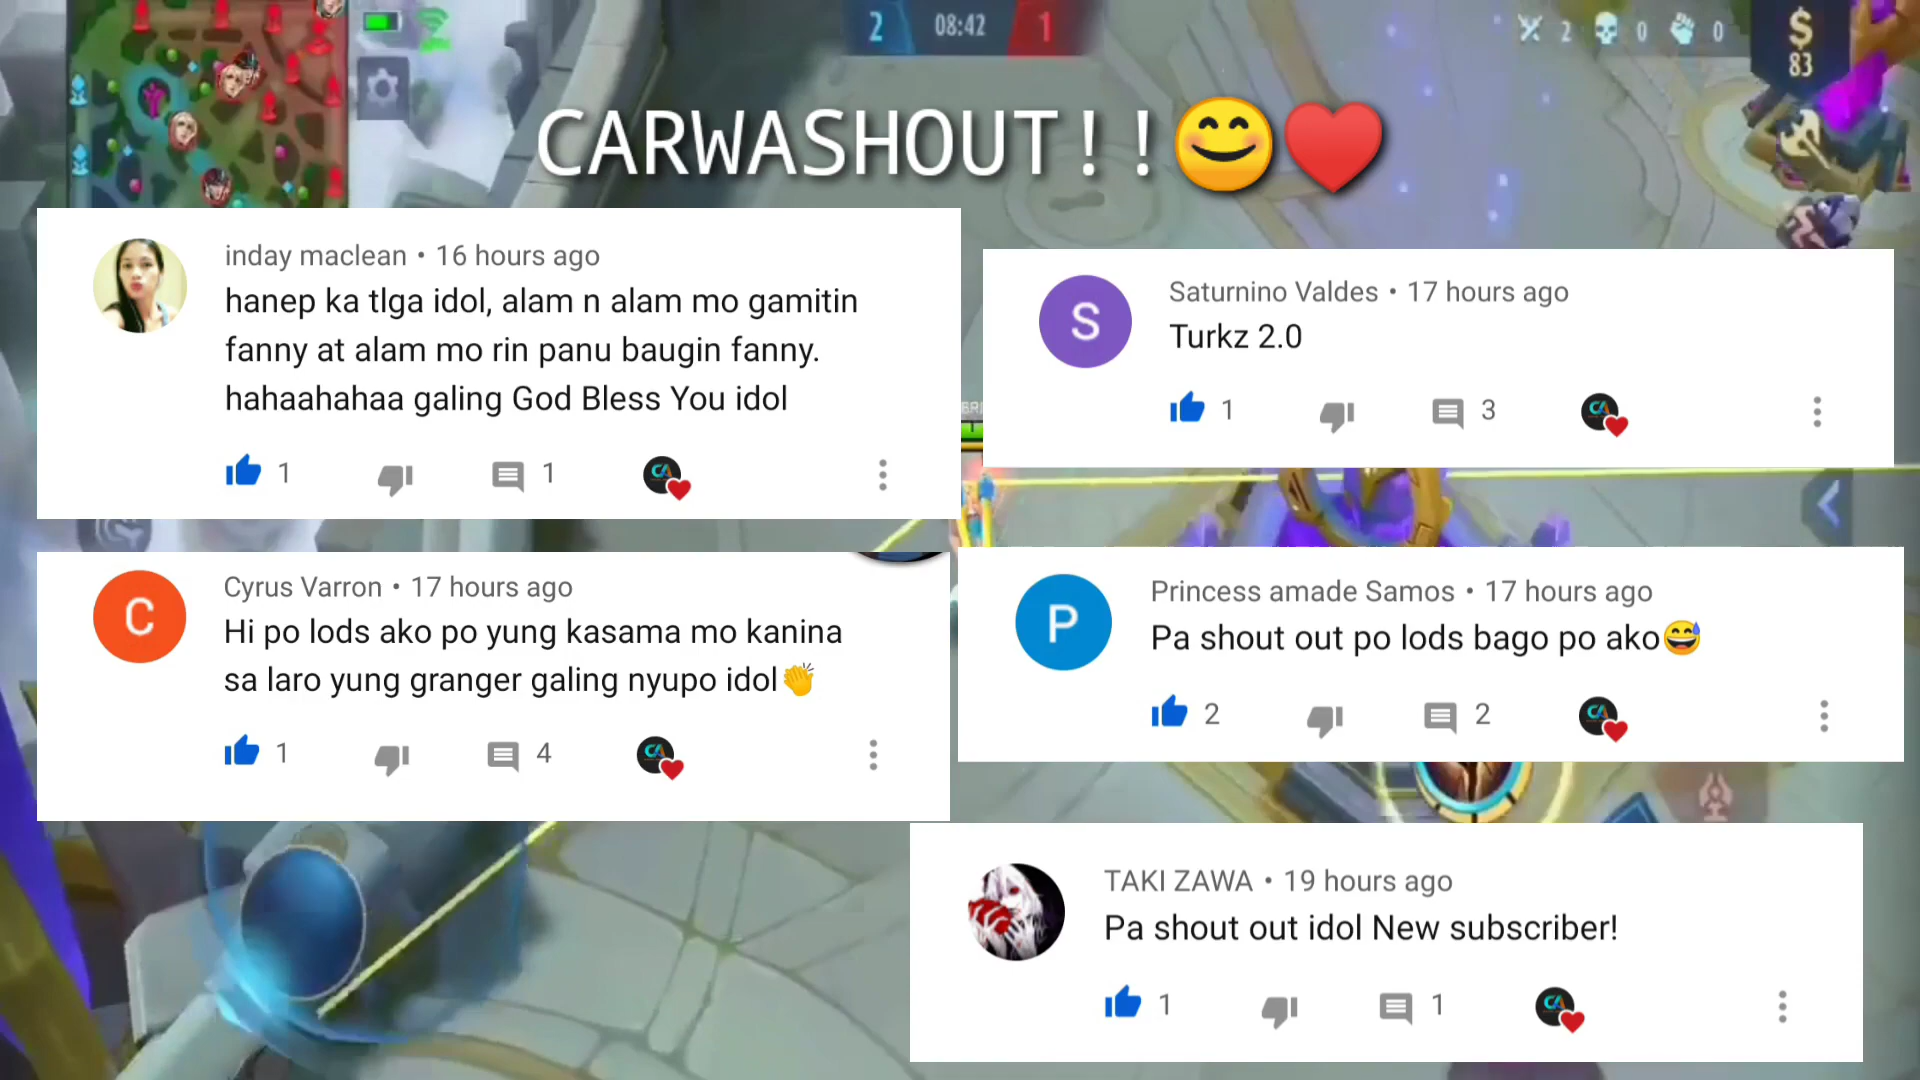 2 08:42 1
2 0 0
$
83
CARWASHOUT!!😊❤️
inday maclean • 16 hours ago
hanep ka tlga idol, alam n alam mo gamitin
fanny at alam mo rin panu baugin fanny.
hahaahahaa galing God Bless You idol
1 1
CA
Saturnino Valdes • 17 hours ago
S
Turkz 2.0
1 3
CA
Cyrus Varron • 17 hours ago
C
Hi po lods ako po yung kasama mo kanina
sa laro yung granger galing nyupo idol👏
1 4
CA
Princess amade Samos • 17 hours ago
P
Pa shout out po lods bago po ako😅
2 2
CA
TAKI ZAWA • 19 hours ago
Pa shout out idol New subscriber!
1 1
CA